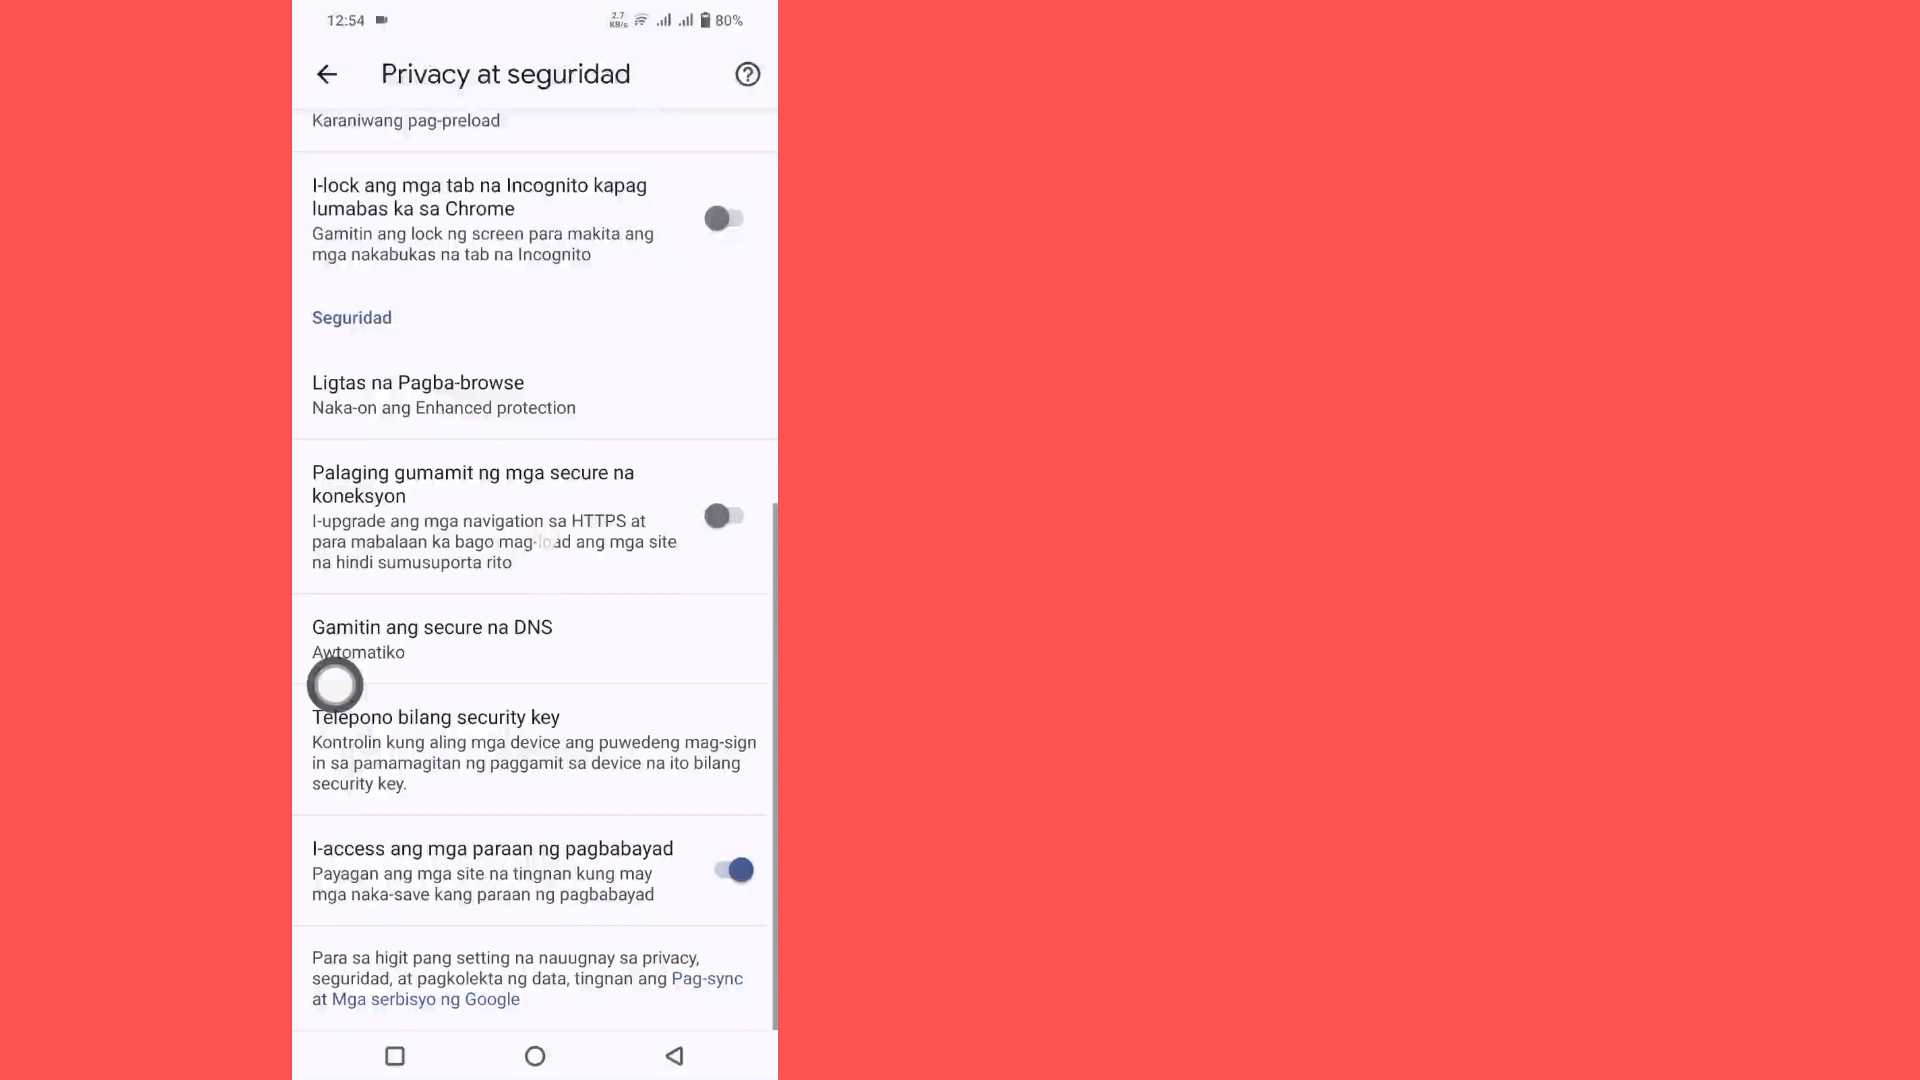 12:54
2.7
KB/s
80%
Privacy at seguridad
Karaniwang pag-preload
I-lock ang mga tab na Incognito kapag
lumabas ka sa Chrome
Gamitin ang lock ng screen para makita ang
mga nakabukas na tab na Incognito
Seguridad
Ligtas na Pagba-browse
Naka-on ang Enhanced protection
Palaging gumamit ng mga secure na
koneksyon
I-upgrade ang mga navigation sa HTTPS at
para mabalaan ka bago mag-load ang mga site
na hindi sumusuporta rito
Gamitin ang secure na DNS
Awtomatiko
Telepono bilang security key
Kontrolin kung aling mga device ang puwedeng mag-sign
in sa pamamagitan ng paggamit sa device na ito bilang
security key.
I-access ang mga paraan ng pagbabayad
Payagan ang mga site na tingnan kung may
mga naka-save kang paraan ng pagbabayad
Para sa higit pang setting na nauugnay sa privacy,
seguridad, at pagkolekta ng data, tingnan ang Pag-sync
at Mga serbisyo ng Google